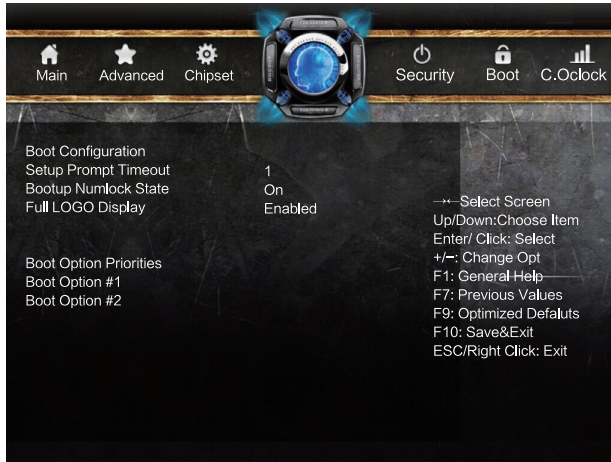 Main Advanced Chipset Security Boot C.Oclock
Boot Configuration
Setup Prompt Timeout 1
Bootup Numlock State On
Full LOGO Display Enabled
Boot Option Priorities
Boot Option #1
Boot Option #2
→←Select Screen
Up/Down:Choose Item
Enter/ Click: Select
+/−: Change Opt
F1: General Help
F7: Previous Values
F9: Optimized Defaluts
F10: Save&Exit
ESC/Right Click: Exit